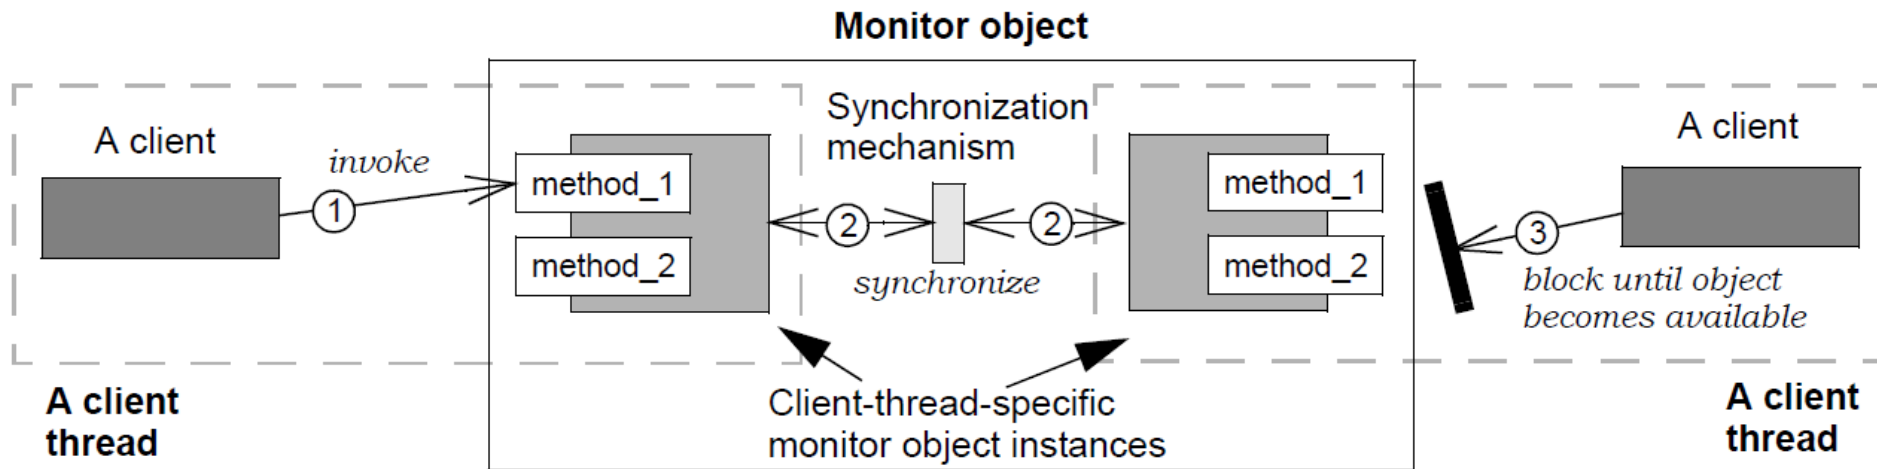 Monitor object
A client
invoke
1
method_1
method_2
A client
thread
Synchronization
mechanism
2
2
synchronize
Client-thread-specific
monitor object instances
method_1
method_2
A client
3
block until object
becomes available
A client
thread